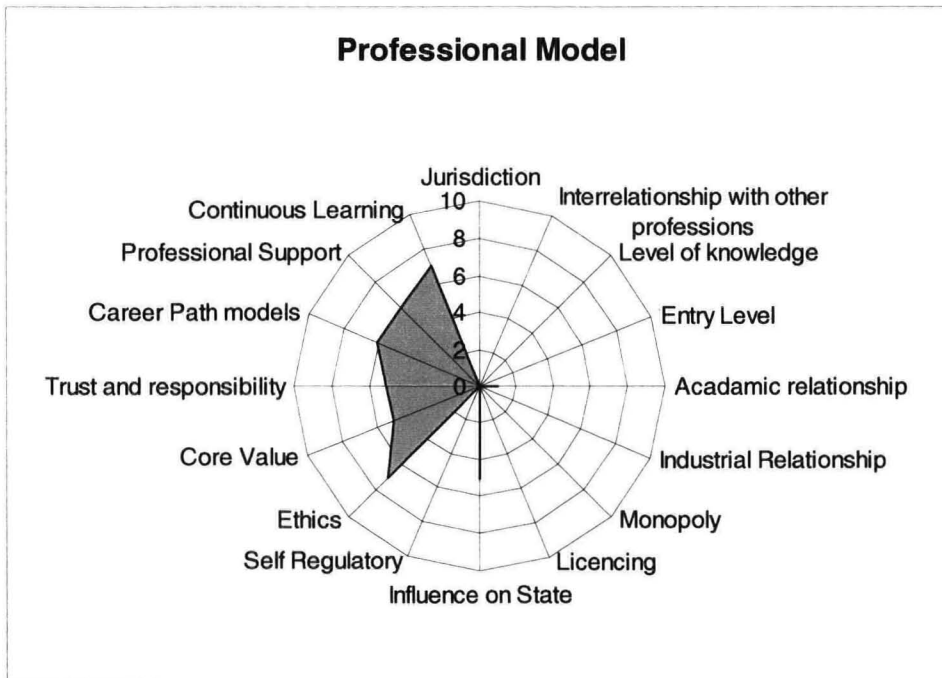 Professional Model
Jurisdiction
Interrelationship with other
professions
Level of knowledge
Entry Level
Acadamic relationship
Industrial Relationship
Monopoly
Licencing
Influence on State
Self Regulatory
Ethics
Core Value
Trust and responsibility
Career Path models
Professional Support
Continuous Learning
10
8
6
4
2
0